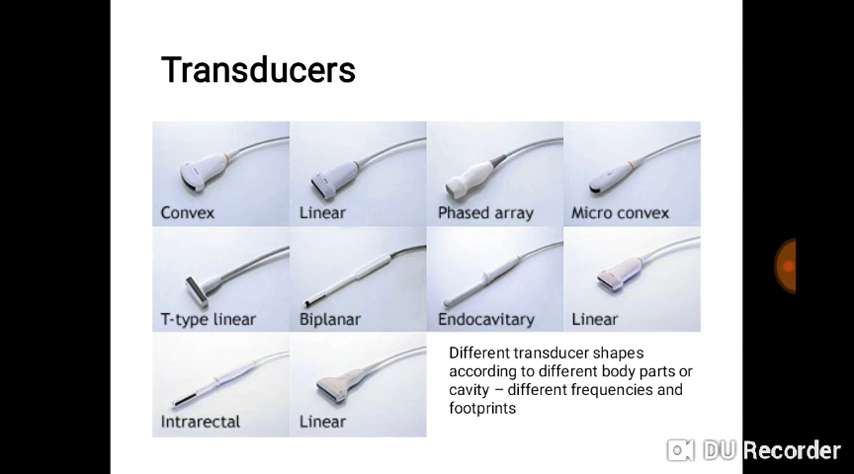 Transducers
Convex
Linear
Phased array
Micro convex
T-type linear
Biplanar
Endocavitary
Linear
Intrarectal
Linear
Different transducer shapes
according to different body parts or
cavity – different frequencies and
footprints
DU Recorder